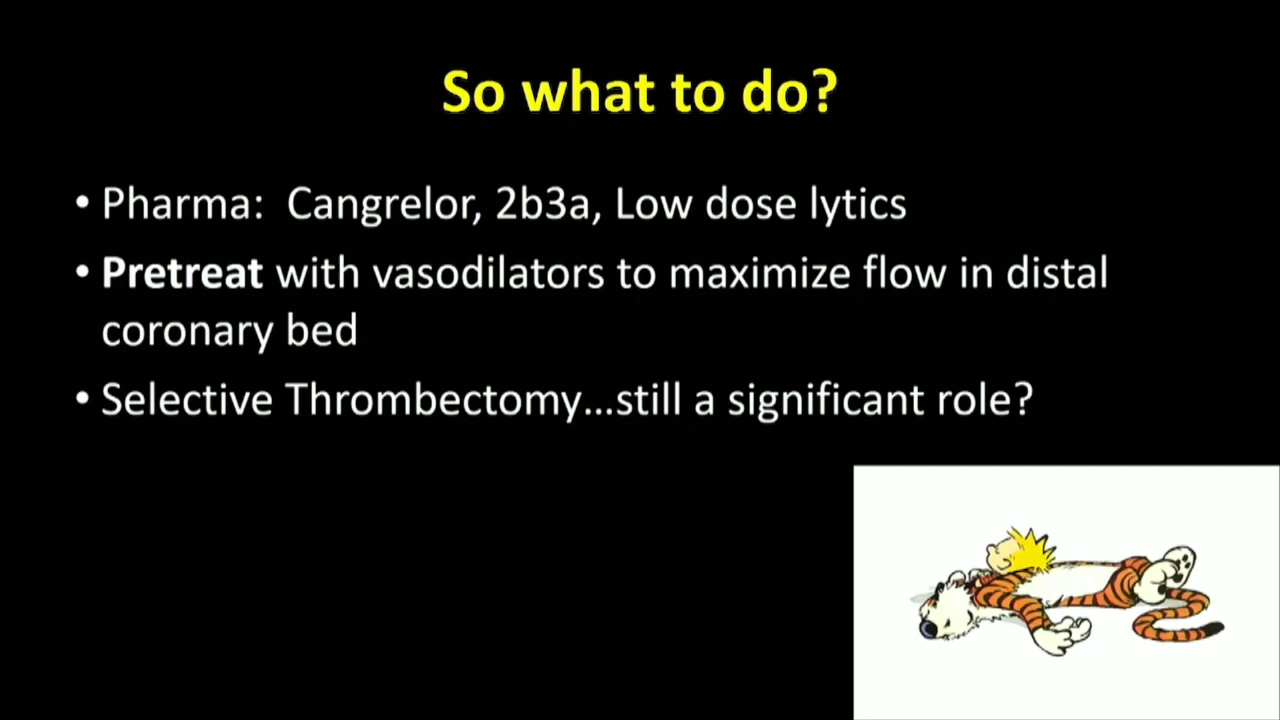 So what to do?
• Pharma:  Cangrelor, 2b3a, Low dose lytics
• Pretreat with vasodilators to maximize flow in distal
coronary bed
• Selective Thrombectomy...still a significant role?